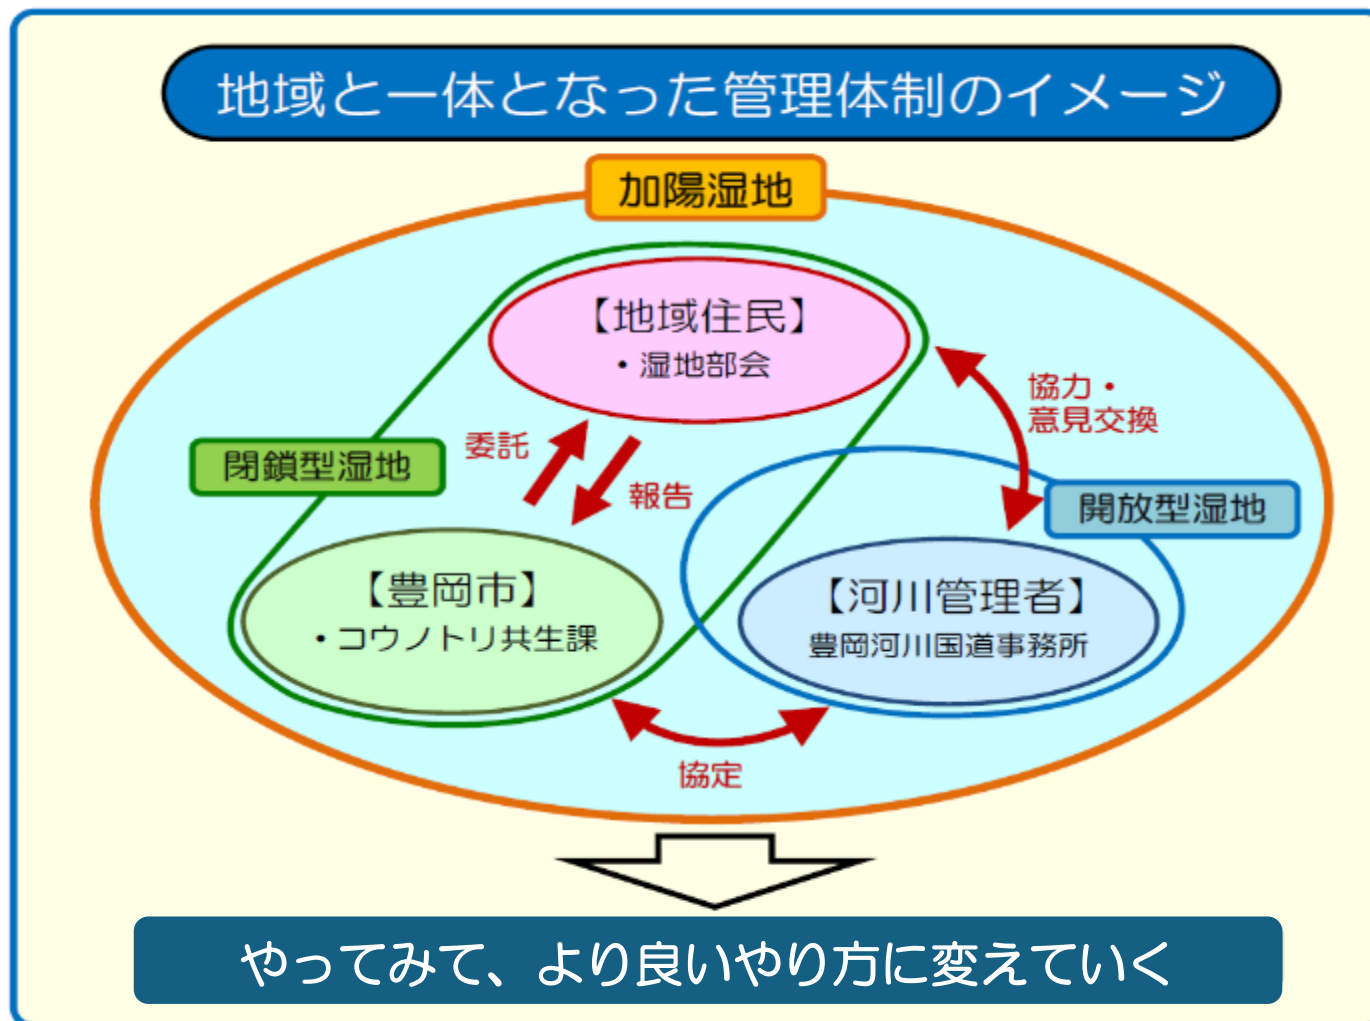 地域と一体となった管理体制のイメージ
加陽湿地
【地域住民】
・湿地部会
協力・
意見交換
閉鎖型湿地
委託
報告
開放型湿地
【豊岡市】
・コウノトリ共生課
【河川管理者】
豊岡河川国道事務所
協定
やってみて、より良いやり方に変えていく